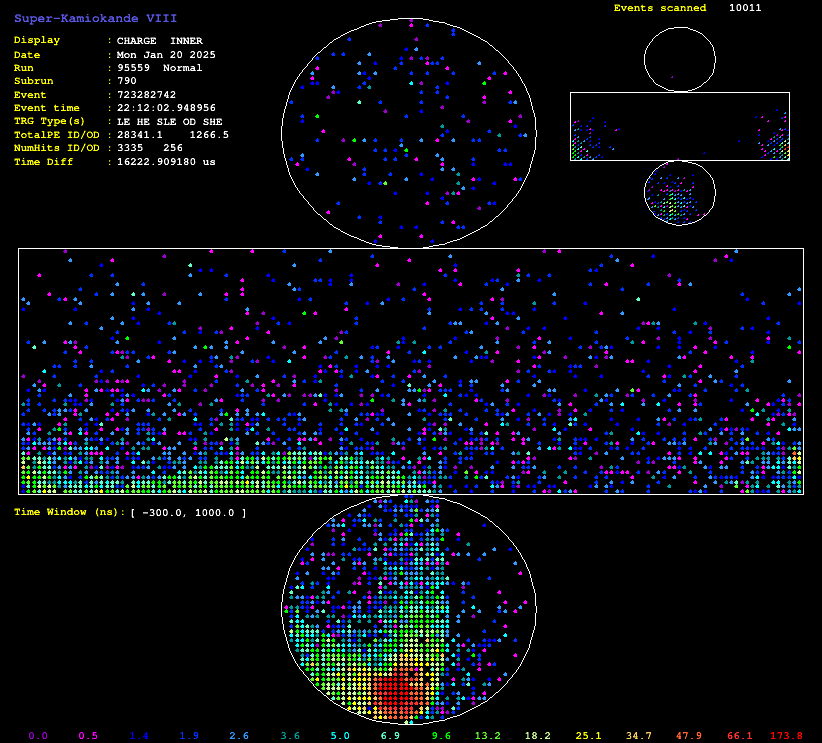 Super-Kamiokande VIII
Events scanned 10011
Display : CHARGE INNER
Date : Mon Jan 20 2025
Run : 95559 Normal
Subrun : 790
Event : 723282742
Event time : 22:12:02.948956
TRG Type(s) : LE HE SLE OD SHE
TotalPE ID/OD : 28341.1 1266.5
NumHits ID/OD : 3335 256
Time Diff : 16222.909180 us
Time Window (ns): [ -300.0, 1000.0 ]
0.0 0.5 1.4 1.9 2.6 3.6 5.0 6.9 9.6 13.2 18.2 25.1 34.7 47.9 66.1 173.8